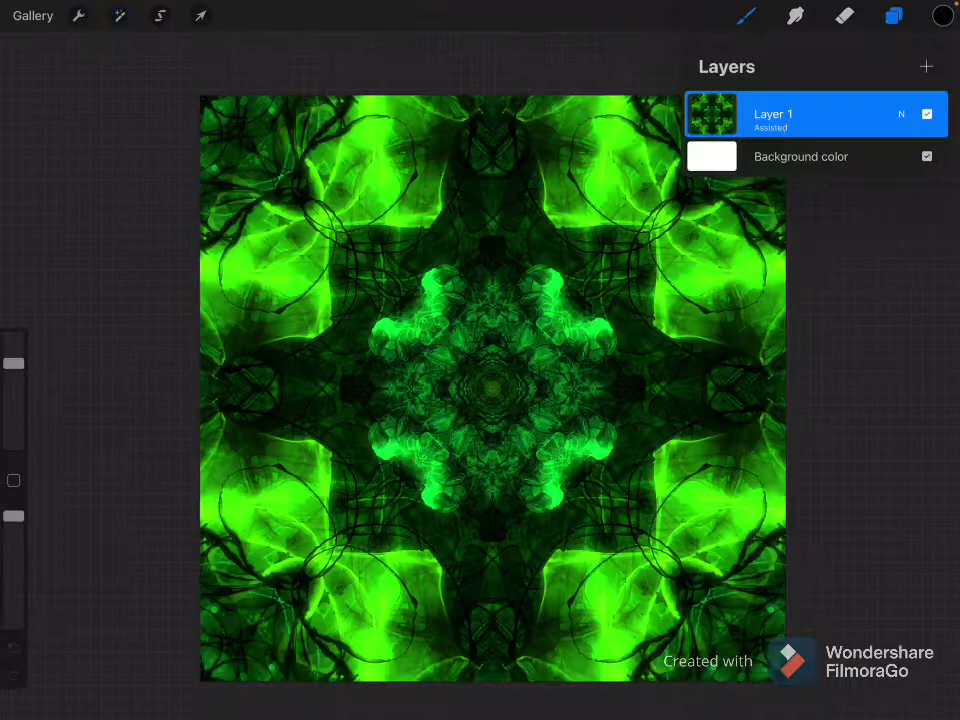 Gallery
Layers
Layer 1
N
Assisted
Background color
Created with
Wondershare
FilmoraGo